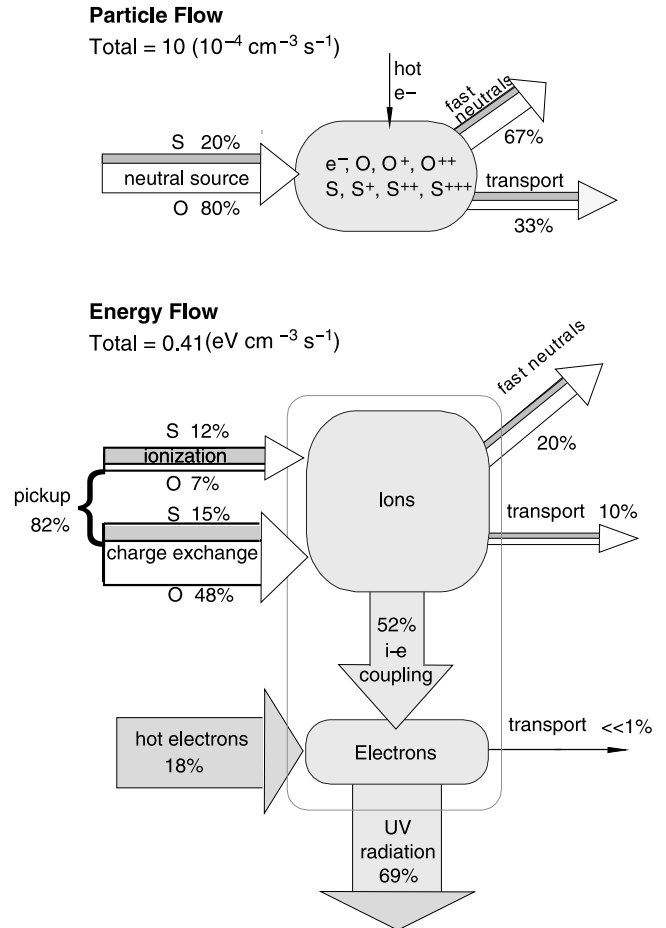 Particle Flow
Total = 10 (10⁻⁴ cm⁻³ s⁻¹)
hot
e−
fast
neutrals
67%
S 20%
neutral source
O 80%
e⁻, O, O⁺, O⁺⁺
S, S⁺, S⁺⁺, S⁺⁺⁺
transport
33%
Energy Flow
Total = 0.41 (eV cm⁻³ s⁻¹)
fast neutrals
20%
S 12%
ionization
O 7%
pickup
82%
S 15%
charge exchange
O 48%
Ions
transport 10%
52%
i–e
coupling
hot electrons
18%
Electrons
transport <<1%
UV
radiation
69%